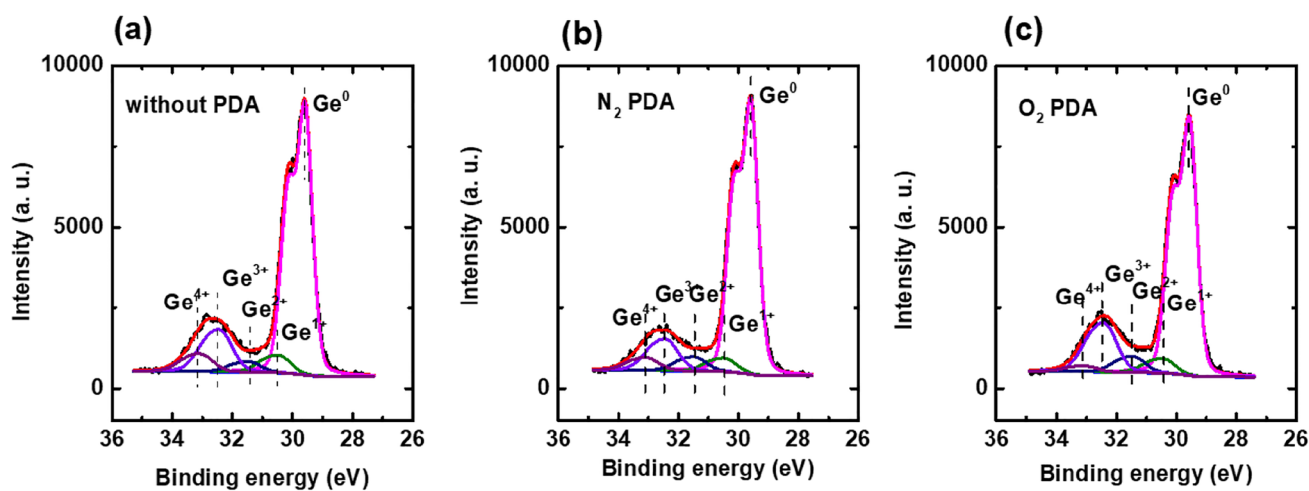 (a)
10000
without PDA
Ge⁰
Intensity (a. u.)
5000
Ge³⁺
Ge⁴⁺
Ge²⁺
Ge¹⁺
0
36 34 32 30 28 26
Binding energy (eV)
(b)
10000
N₂ PDA
Ge⁰
Intensity (a. u.)
5000
Ge³⁺
Ge²⁺
Ge⁴⁺
Ge¹⁺
0
36 34 32 30 28 26
Binding energy (eV)
(c)
10000
O₂ PDA
Ge⁰
Intensity (a. u.)
5000
Ge³⁺
Ge⁴⁺
Ge²⁺
Ge¹⁺
0
36 34 32 30 28 26
Binding energy (eV)